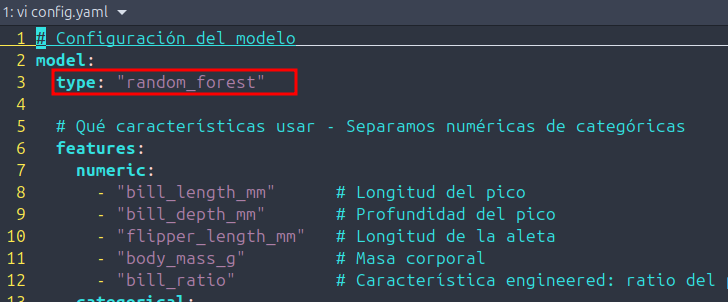 1: vi config.yaml
1 # Configuración del modelo
2 model:
3 type: "random_forest"
4
5 # Qué características usar - Separamos numéricas de categóricas
6 features:
7 numeric:
8 - "bill_length_mm" # Longitud del pico
9 - "bill_depth_mm" # Profundidad del pico
10 - "flipper_length_mm" # Longitud de la aleta
11 - "body_mass_g" # Masa corporal
12 - "bill_ratio" # Característica engineered: ratio del
13 categorical: